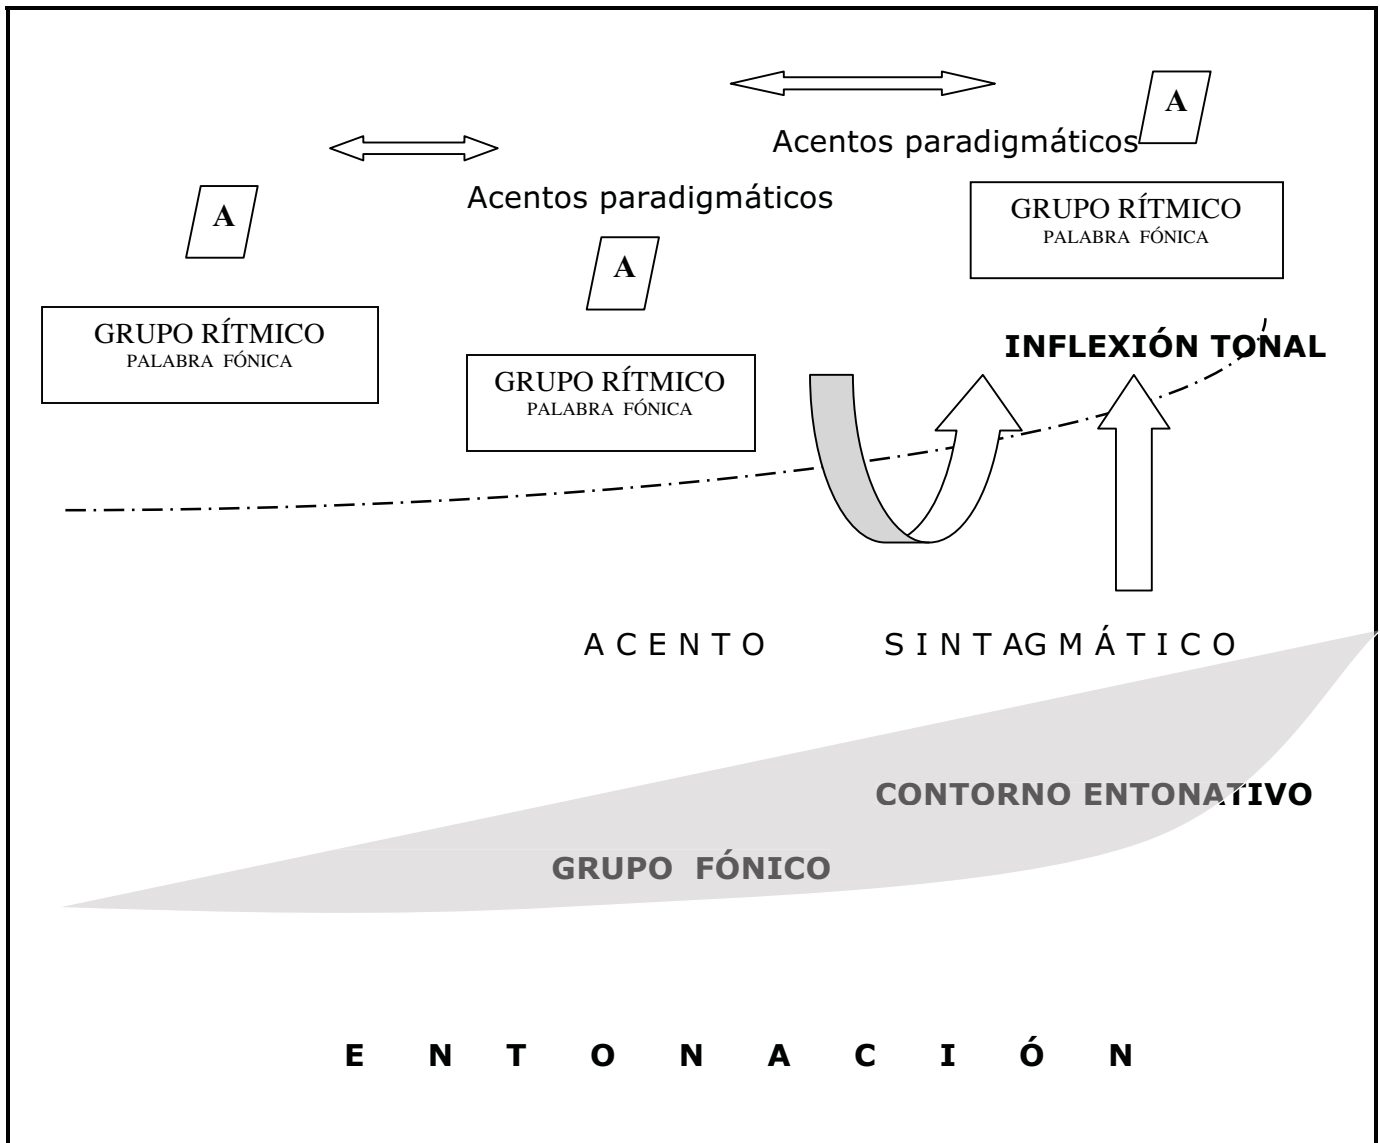 A
Acentos paradigmáticos
A
Acentos paradigmáticos
GRUPO RÍTMICO
PALABRA FÓNICA
A
GRUPO RÍTMICO
PALABRA FÓNICA
INFLEXIÓN TONAL
GRUPO RÍTMICO
PALABRA FÓNICA
A C E N T O S I N T A G M Á T I C O
CONTORNO ENTONATIVO
GRUPO FÓNICO
E N T O N A C I Ó N